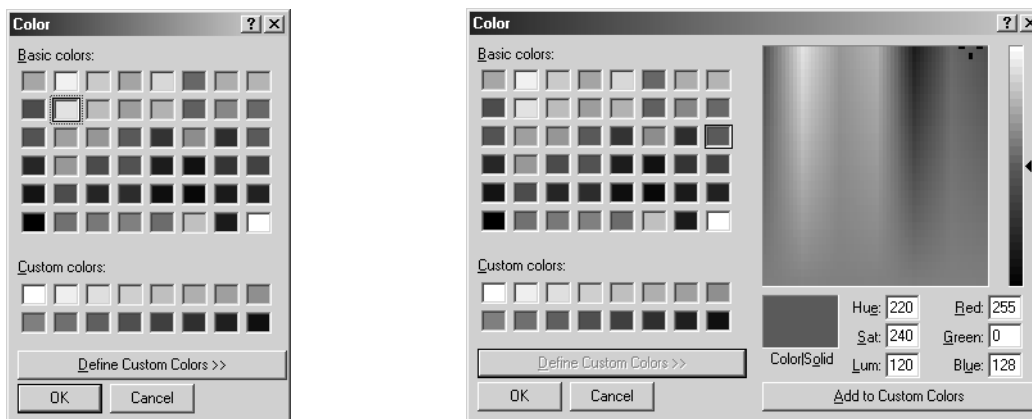 Color
Basic colors:
Custom colors:
Define Custom Colors >>
OK Cancel
Color
Basic colors:
Custom colors:
Define Custom Colors >>
OK Cancel
Color|Solid
Hue: 220 Red: 255
Sat: 240 Green: 0
Lum: 120 Blue: 128
Add to Custom Colors